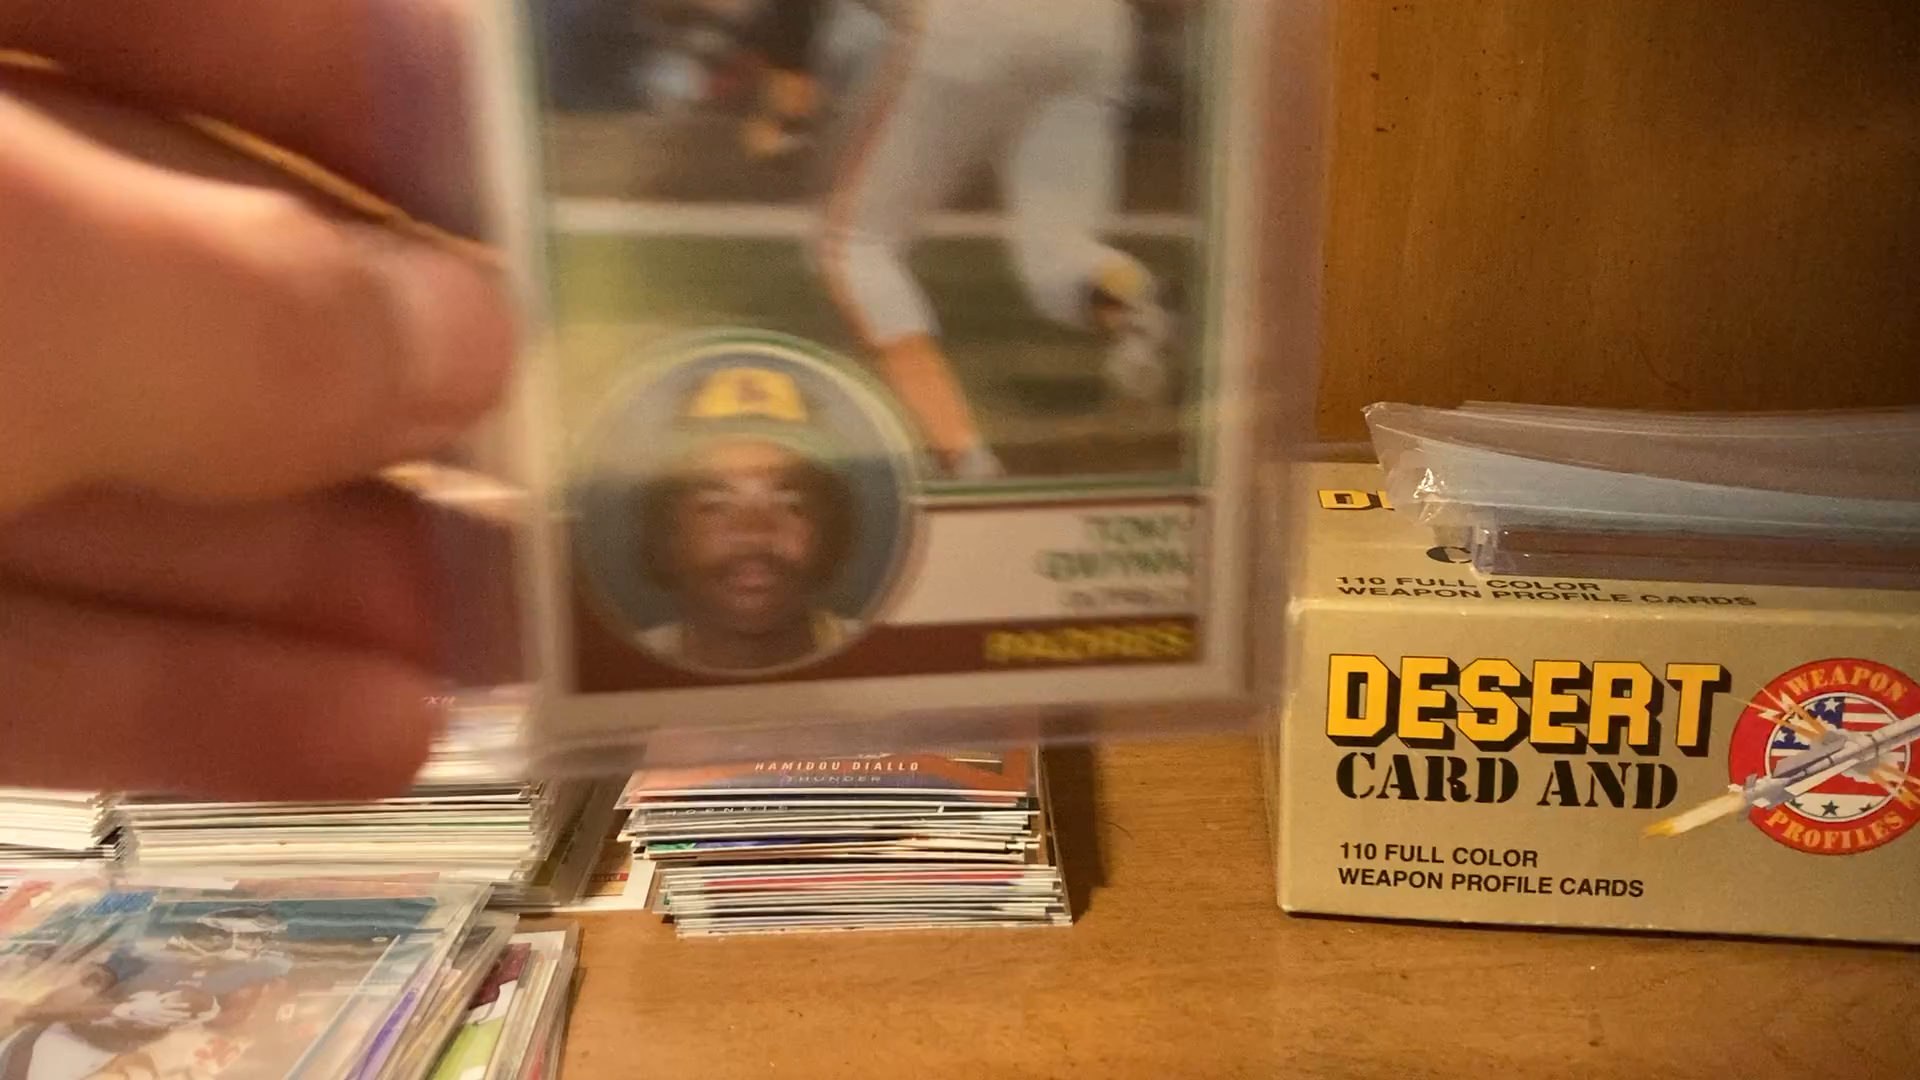 TONY
GWYNN
PADRES
HAMIDOU DIALLO
THUNDER
HORNETS
110 FULL COLOR
WEAPON PROFILE CARDS
DESERT
CARD AND
WEAPON
PROFILES
110 FULL COLOR
WEAPON PROFILE CARDS